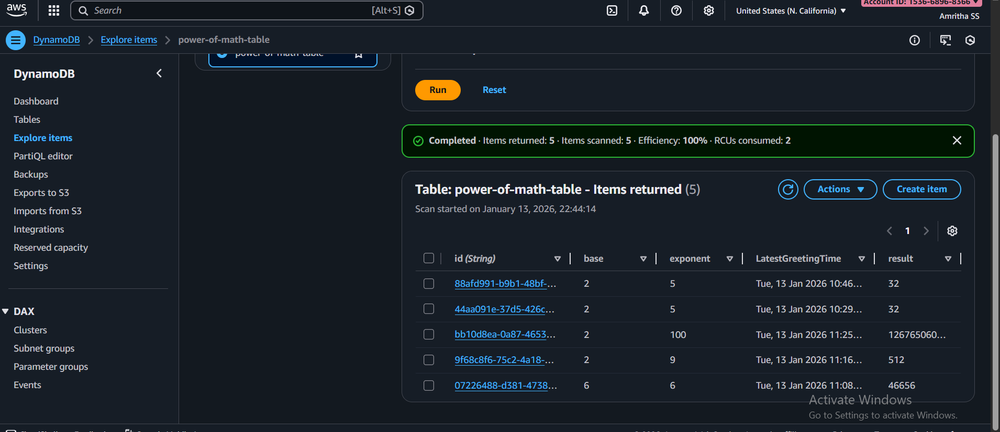 aws
Search [Alt+S]
United States (N. California)
Account ID: 1536-6896-8366
Amritha SS
DynamoDB
Explore items
power-of-math-table
DynamoDB
Dashboard
Tables
Explore items
PartiQL editor
Backups
Exports to S3
Imports from S3
Integrations
Reserved capacity
Settings
DAX
Clusters
Subnet groups
Parameter groups
Events
power-of-math-table
Run Reset
Completed · Items returned: 5 · Items scanned: 5 · Efficiency: 100% · RCUs consumed: 2
Table: power-of-math-table - Items returned (5)
Actions
Create item
Scan started on January 13, 2026, 22:44:14
1
id (String) base exponent LatestGreetingTime result
88afd991-b9b1-48bf-... 2 5 Tue, 13 Jan 2026 10:46... 32
44aa091e-37d5-426c... 2 5 Tue, 13 Jan 2026 10:29... 32
bb10d8ea-0a87-4653... 2 100 Tue, 13 Jan 2026 11:25... 126765060...
9f68c8f6-75c2-4a18-... 2 9 Tue, 13 Jan 2026 11:16... 512
07226488-d381-4738... 6 6 Tue, 13 Jan 2026 11:08... 46656
Activate Windows
Go to Settings to activate Windows.